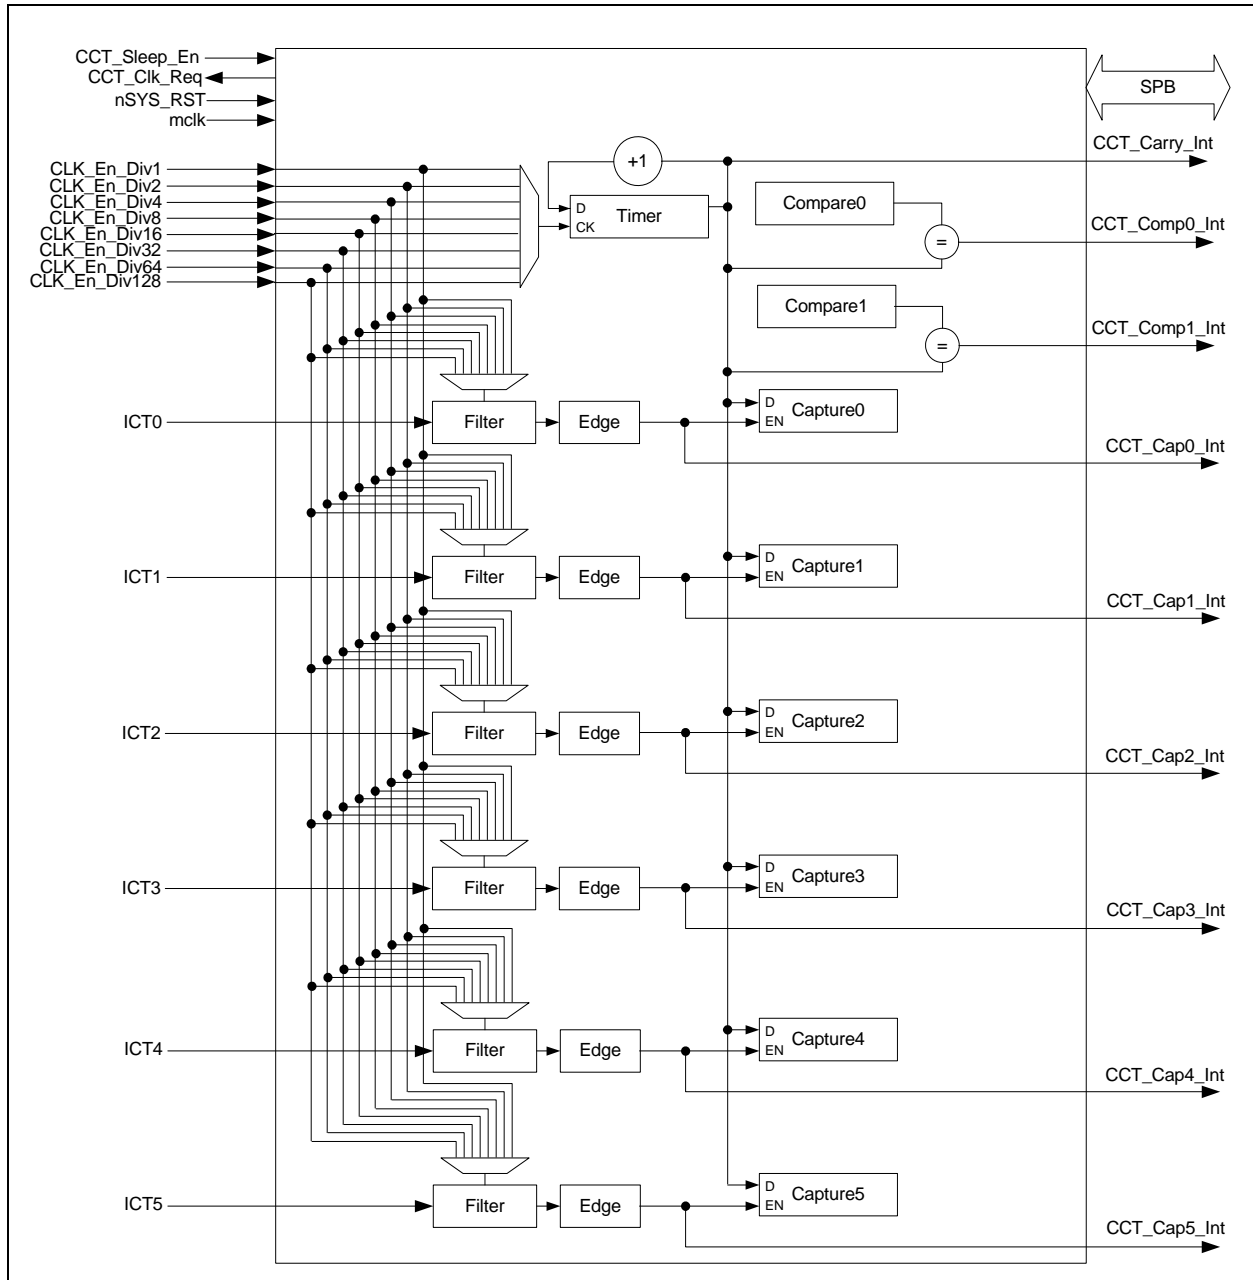 CCT_Sleep_En
CCT_Clk_Req
nSYS_RST
mclk
SPB
CLK_En_Div1
CLK_En_Div2
CLK_En_Div4
CLK_En_Div8
CLK_En_Div16
CLK_En_Div32
CLK_En_Div64
CLK_En_Div128
+1
D
CK
Timer
CCT_Carry_Int
Compare0
=
CCT_Comp0_Int
Compare1
=
CCT_Comp1_Int
ICT0
Filter
Edge
D
EN
Capture0
CCT_Cap0_Int
ICT1
Filter
Edge
D
EN
Capture1
CCT_Cap1_Int
ICT2
Filter
Edge
D
EN
Capture2
CCT_Cap2_Int
ICT3
Filter
Edge
D
EN
Capture3
CCT_Cap3_Int
ICT4
Filter
Edge
D
EN
Capture4
CCT_Cap4_Int
ICT5
Filter
Edge
D
EN
Capture5
CCT_Cap5_Int